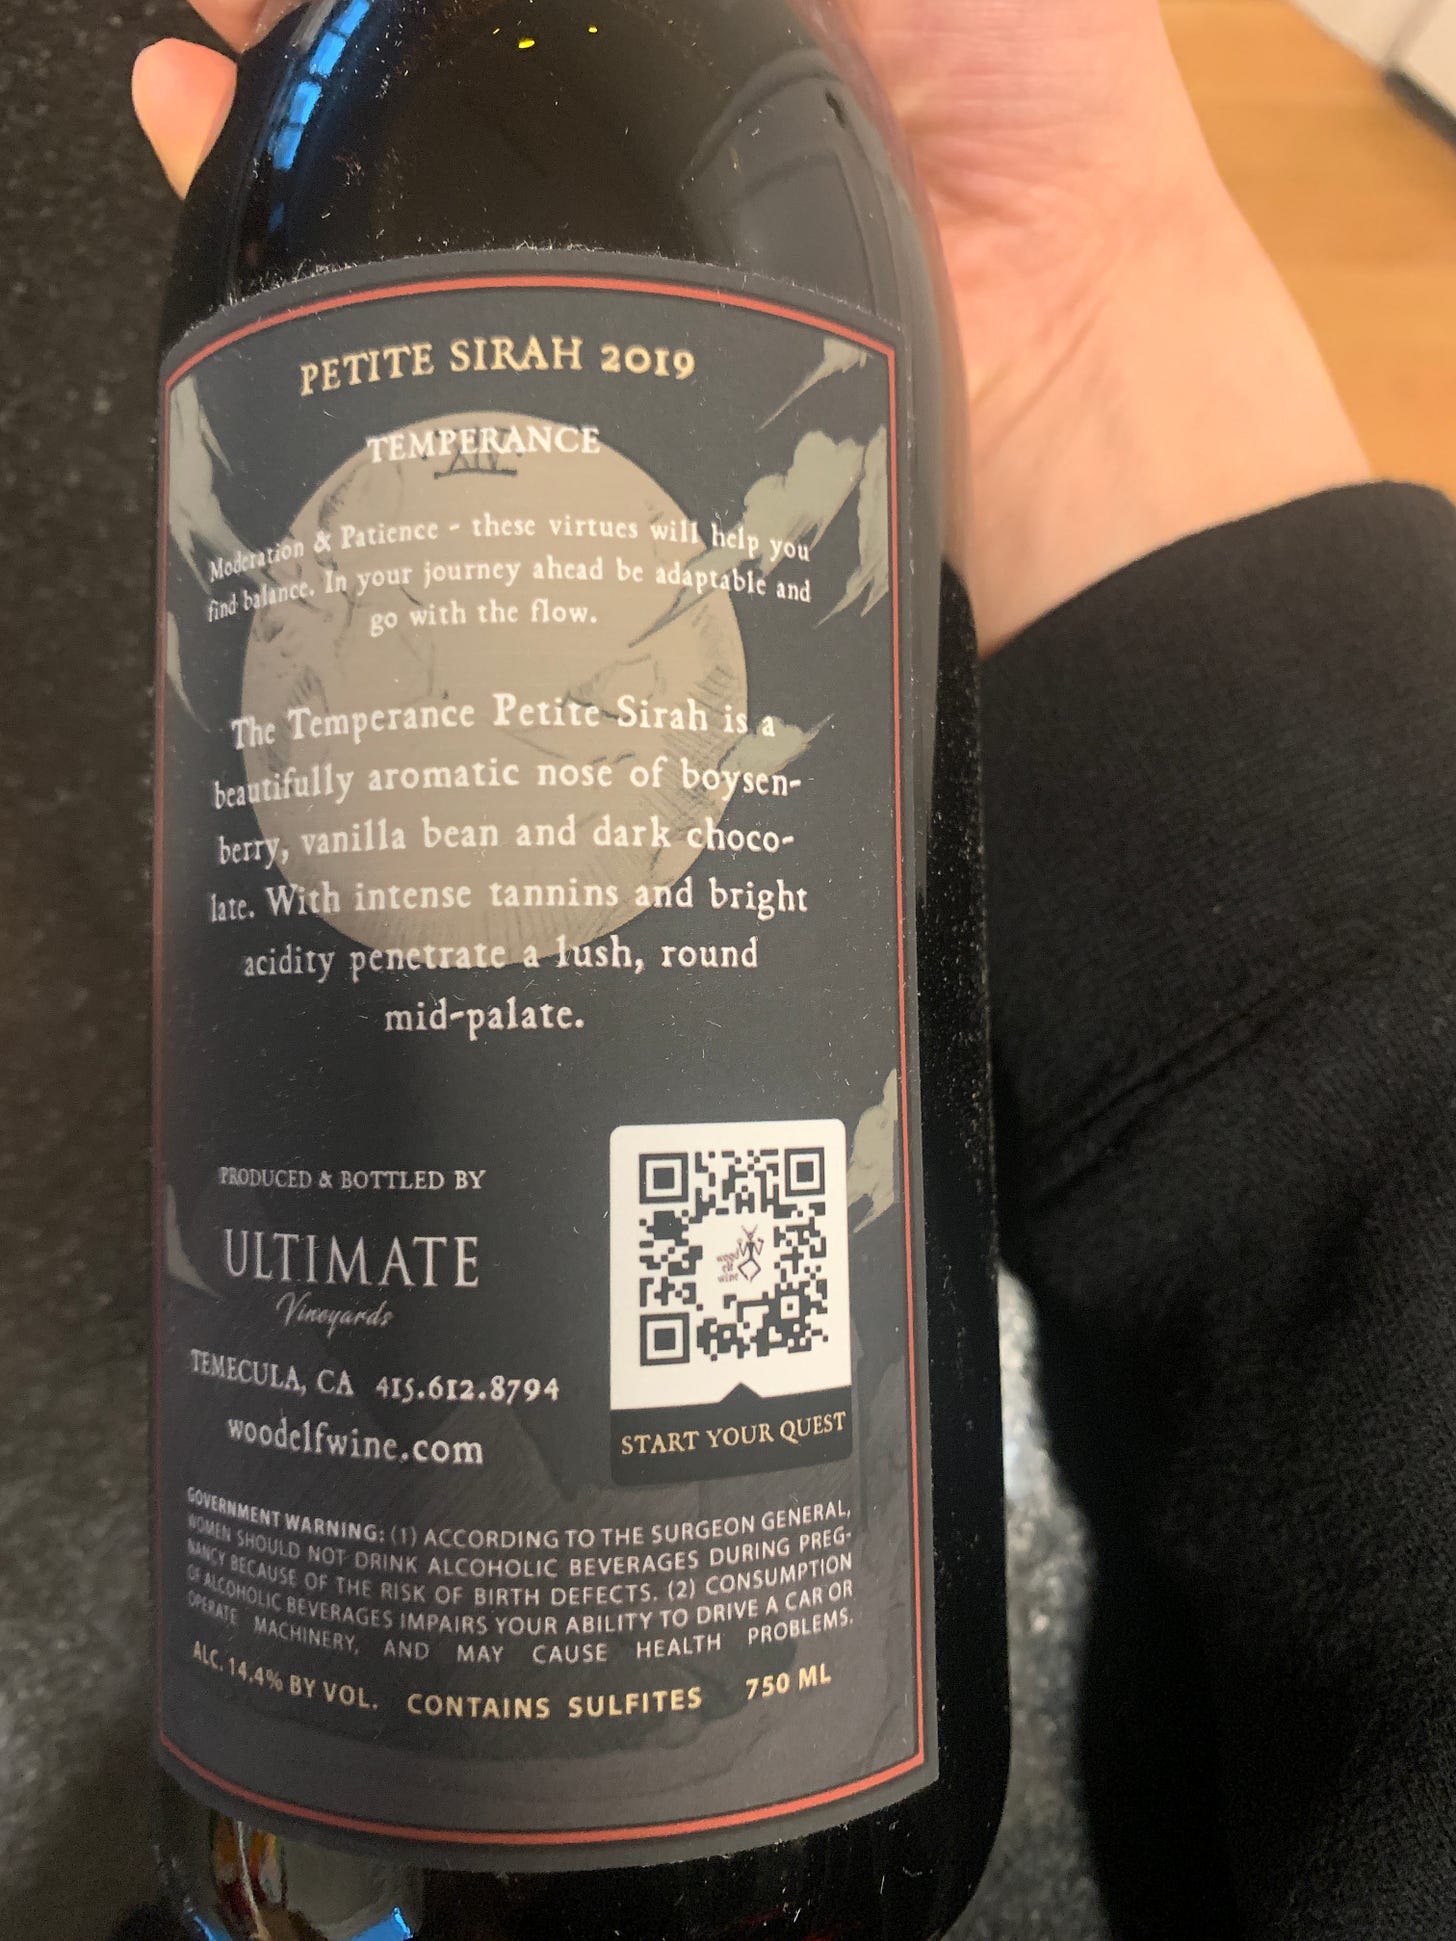 PETITE SIRAH 2019
TEMPERANCE
XIV
Moderation & Patience - these virtues will help you
find balance. In your journey ahead be adaptable and
go with the flow.
The Temperance Petite Sirah is a
beautifully aromatic nose of boysen-
berry, vanilla bean and dark choco-
late. With intense tannins and bright
acidity penetrate a lush, round
mid-palate.
PRODUCED & BOTTLED BY
ULTIMATE
Vineyards
TEMECULA, CA 415.612.8794
woodelfwine.com
wood
elf
wine
START YOUR QUEST
GOVERNMENT WARNING: (1) ACCORDING TO THE SURGEON GENERAL,
WOMEN SHOULD NOT DRINK ALCOHOLIC BEVERAGES DURING PREG-
NANCY BECAUSE OF THE RISK OF BIRTH DEFECTS. (2) CONSUMPTION
OF ALCOHOLIC BEVERAGES IMPAIRS YOUR ABILITY TO DRIVE A CAR OR
OPERATE MACHINERY, AND MAY CAUSE HEALTH PROBLEMS.
ALC. 14.4% BY VOL. CONTAINS SULFITES 750 ML